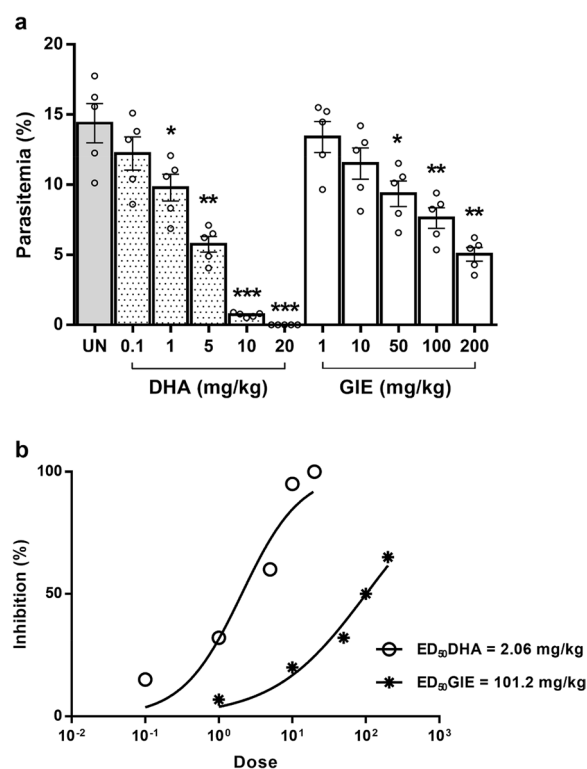 a
20
15
10
5
0
Parasitemia (%)
*
**
***
***
*
**
**
UN 0.1 1 5 10 20 1 10 50 100 200
DHA (mg/kg) GIE (mg/kg)
b
100
50
0
Inhibition (%)
ED₅₀DHA = 2.06 mg/kg
ED₅₀GIE = 101.2 mg/kg
10⁻² 10⁻¹ 10⁰ 10¹ 10² 10³
Dose